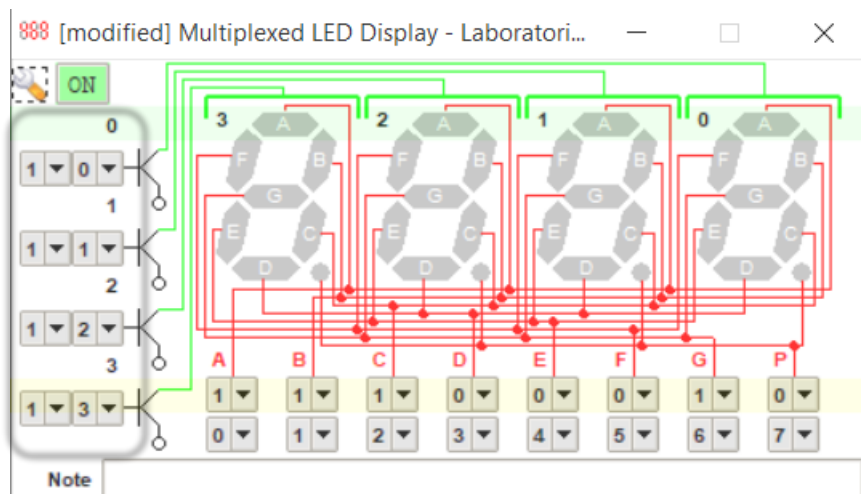 888 [modified] Multiplexed LED Display - Laboratori...
ON
0
3 A 2 A 1 A 0 A
F B F B F B F B
1 0
1
G G G G
E C E C E C E C
1 1
2
D D D D
1 2
3
A B C D E F G P
1 3
1 1 1 0 0 0 1 0
0 1 2 3 4 5 6 7
Note